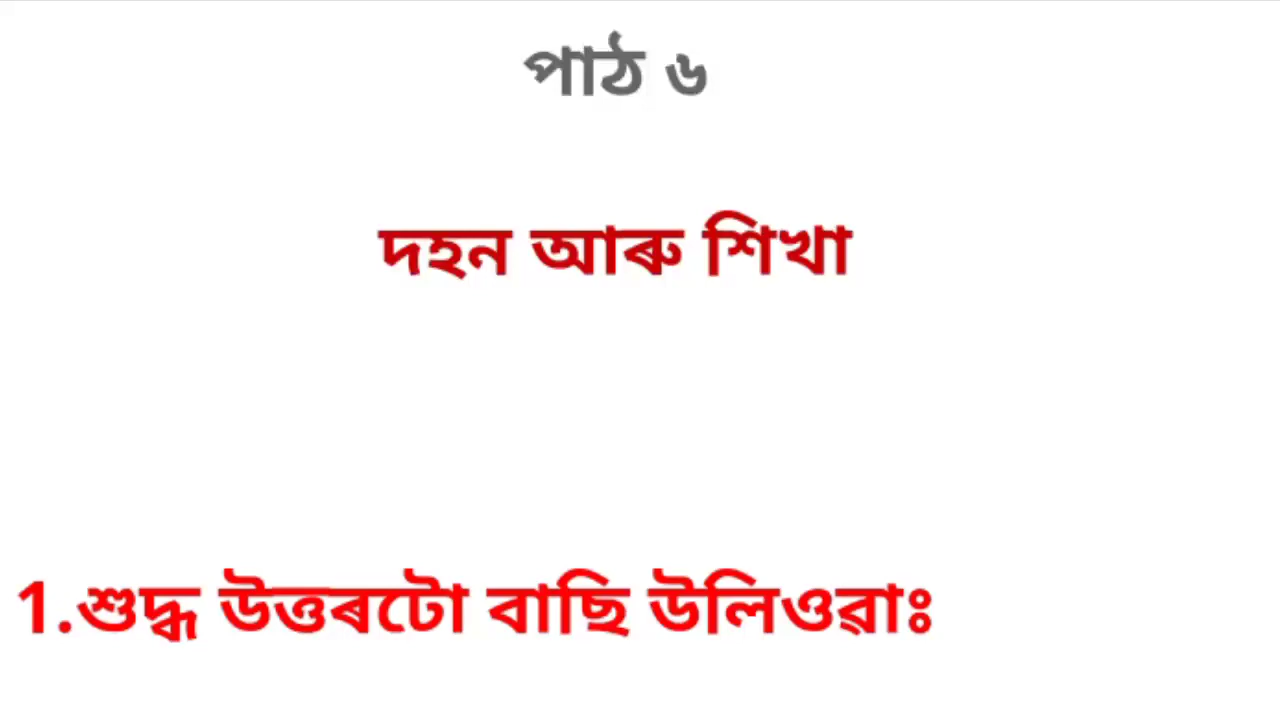 পাঠ ৬
দহন আৰু শিখা
1.শুদ্ধ উত্তৰটো বাছি উলিওৱাঃ